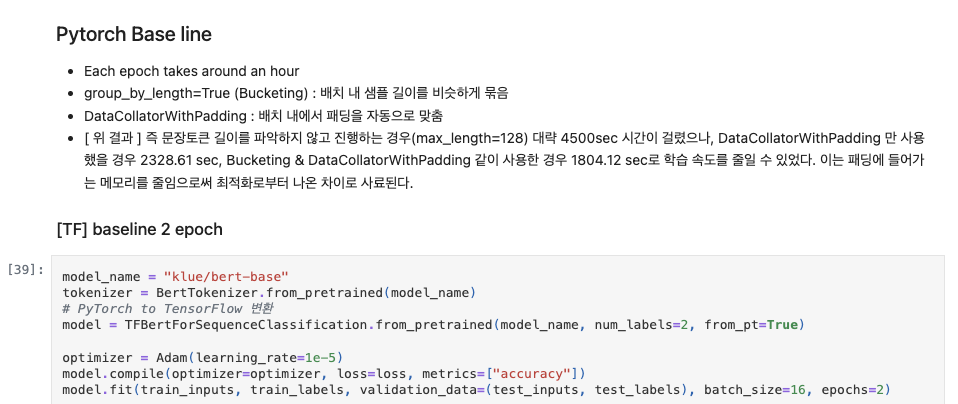 Pytorch Base line
• Each epoch takes around an hour
• group_by_length=True (Bucketing) : 배치 내 샘플 길이를 비슷하게 묶음
• DataCollatorWithPadding : 배치 내에서 패딩을 자동으로 맞춤
• [ 위 결과 ] 즉 문장토큰 길이를 파악하지 않고 진행하는 경우(max_length=128) 대략 4500sec 시간이 걸렸으나, DataCollatorWithPadding 만 사용
했을 경우 2328.61 sec, Bucketing & DataCollatorWithPadding 같이 사용한 경우 1804.12 sec로 학습 속도를 줄일 수 있었다. 이는 패딩에 들어가
는 메모리를 줄임으로써 최적화로부터 나온 차이로 사료된다.
[TF] baseline 2 epoch
[39]:
model_name = "klue/bert-base"
tokenizer = BertTokenizer.from_pretrained(model_name)
# PyTorch to TensorFlow 변환
model = TFBertForSequenceClassification.from_pretrained(model_name, num_labels=2, from_pt=True)
optimizer = Adam(learning_rate=1e-5)
model.compile(optimizer=optimizer, loss=loss, metrics=["accuracy"])
model.fit(train_inputs, train_labels, validation_data=(test_inputs, test_labels), batch_size=16, epochs=2)